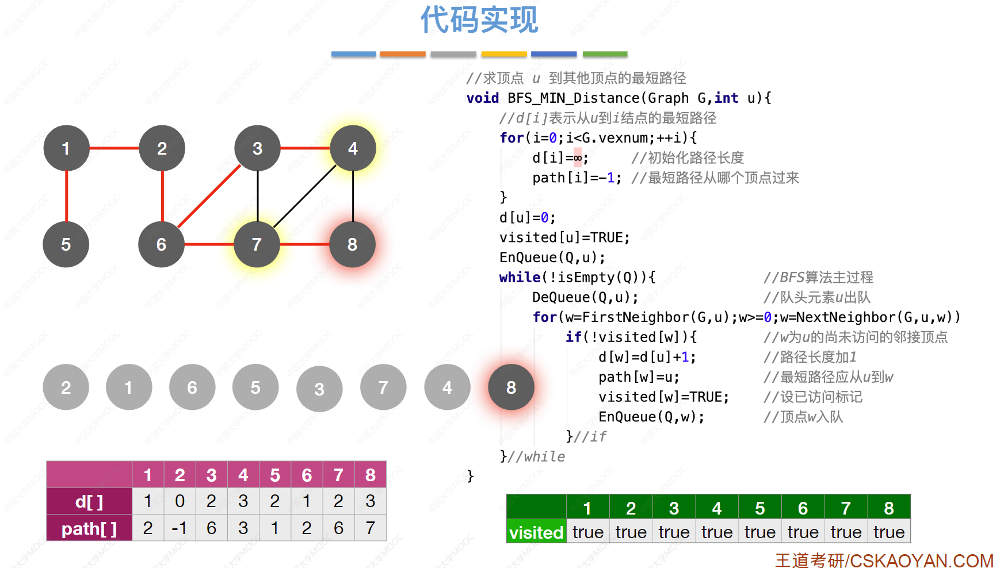 代码实现
//求顶点 u 到其他顶点的最短路径
void BFS_MIN_Distance(Graph G,int u){
//d[i]表示从u到i结点的最短路径
for(i=0;i<G.vexnum;++i){
d[i]=∞; //初始化路径长度
path[i]=-1; //最短路径从哪个顶点过来
}
d[u]=0;
visited[u]=TRUE;
EnQueue(Q,u);
while(!isEmpty(Q)){ //BFS算法主过程
DeQueue(Q,u); //队头元素u出队
for(w=FirstNeighbor(G,u);w>=0;w=NextNeighbor(G,u,w))
if(!visited[w]){ //w为u的尚未访问的邻接顶点
d[w]=d[u]+1; //路径长度加1
path[w]=u; //最短路径应从u到w
visited[w]=TRUE; //设已访问标记
EnQueue(Q,w); //顶点w入队
}//if
}//while
}
1 2 3 4
5 6 7 8
2 1 6 5 3 7 4 8
1 2 3 4 5 6 7 8
d[ ] 1 0 2 3 2 1 2 3
path[ ] 2 -1 6 3 1 2 6 7
1 2 3 4 5 6 7 8
visited true true true true true true true true
王道考研/CSKAOYAN.COM
中国大学MOOC